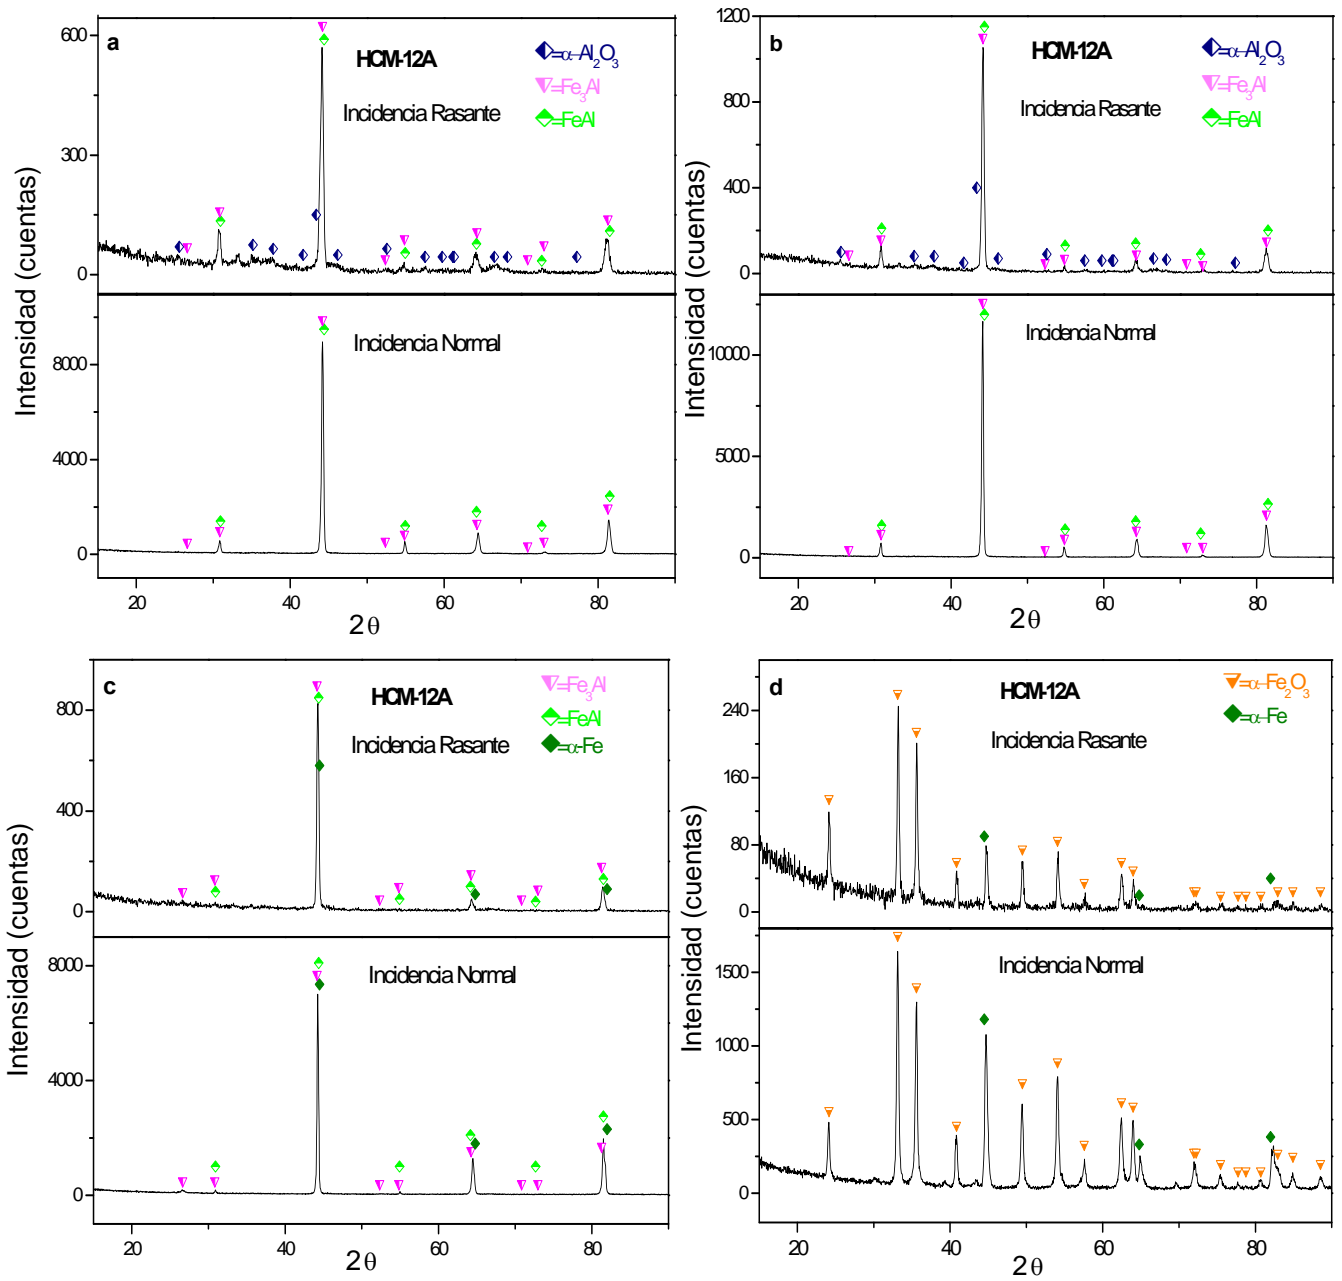 a
HCM-12A
Incidencia Rasante
=α-Al₂O₃
=Fe₃Al
=FeAl
600
300
0
Incidencia Normal
8000
4000
0
20 40 60 80
2θ
Intensidad (cuentas)
b
HCM-12A
Incidencia Rasante
=α-Al₂O₃
=Fe₃Al
=FeAl
1200
800
400
0
Incidencia Normal
10000
5000
0
20 40 60 80
2θ
Intensidad (cuentas)
c
HCM-12A
Incidencia Rasante
=Fe₃Al
=FeAl
=α-Fe
800
400
0
Incidencia Normal
8000
4000
0
20 40 60 80
2θ
Intensidad (cuentas)
d
HCM-12A
Incidencia Rasante
=α-Fe₂O₃
=α-Fe
240
160
80
0
Incidencia Normal
1500
1000
500
0
20 40 60 80
2θ
Intensidad (cuentas)